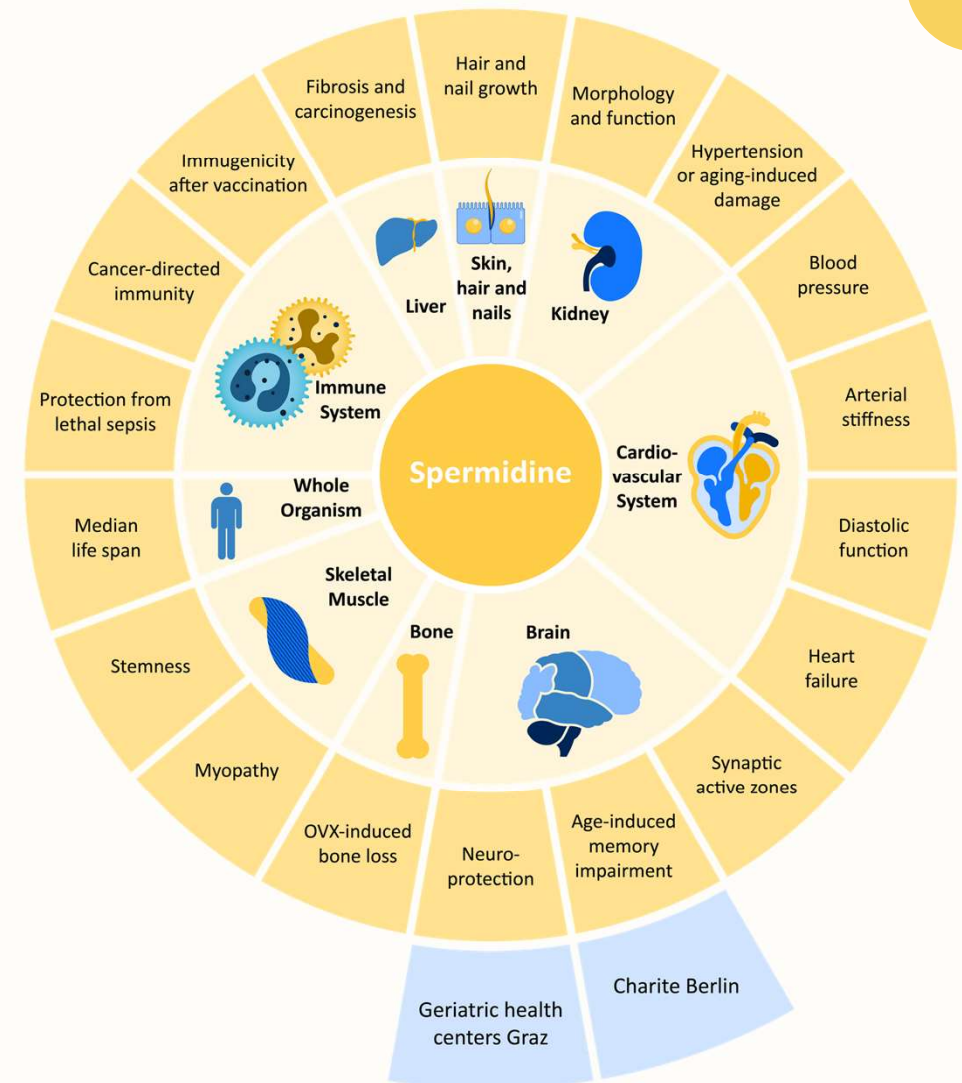 Spermidine
Liver
Skin,
hair and
nails
Kidney
Cardio-
vascular
System
Brain
Bone
Skeletal
Muscle
Whole
Organism
Immune
System
Hair and
nail growth
Morphology
and function
Hypertension
or aging-induced
damage
Blood
pressure
Arterial
stiffness
Diastolic
function
Heart
failure
Synaptic
active zones
Age-induced
memory
impairment
Neuro-
protection
OVX-induced
bone loss
Myopathy
Stemness
Median
life span
Protection from
lethal sepsis
Cancer-directed
immunity
Immugenicity
after vaccination
Fibrosis and
carcinogenesis
Charite Berlin
Geriatric health
centers Graz